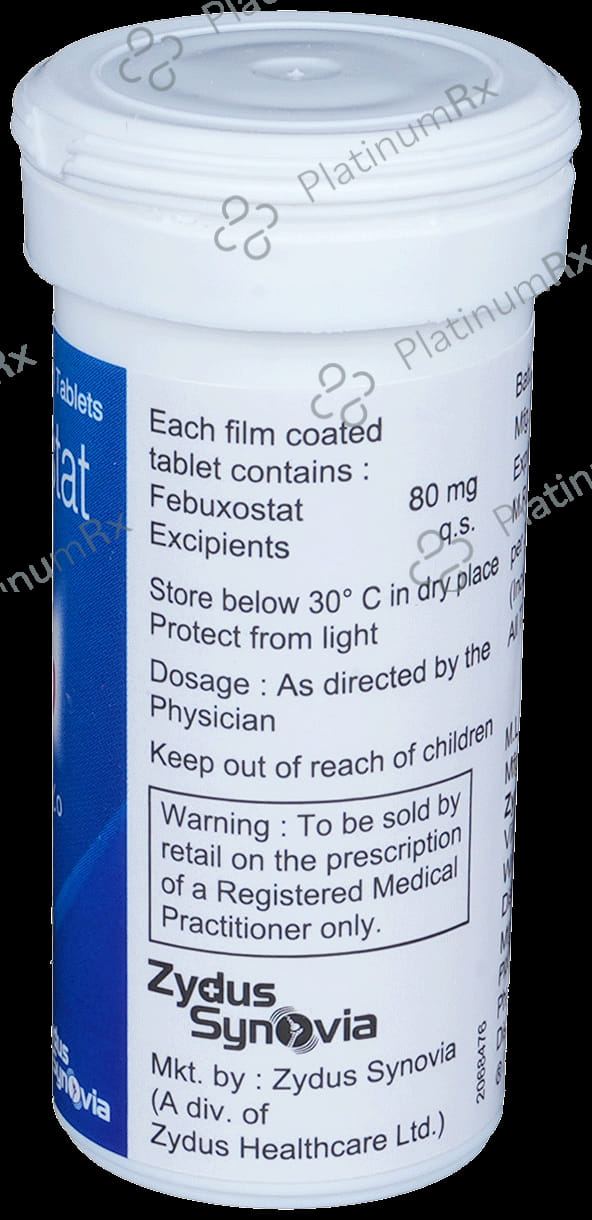 PlatinumRx
PlatinumRx
PlatinumRx
Tablets
Each film coated
tablet contains :
Febuxostat 80 mg
Excipients q.s.
Store below 30° C in dry place
Protect from light
Dosage : As directed by the
Physician
Keep out of reach of children
Warning : To be sold by
retail on the prescription
of a Registered Medical
Practitioner only.
Zydus
Synovia
Mkt. by : Zydus Synovia
(A div. of
Zydus Healthcare Ltd.)
2068476